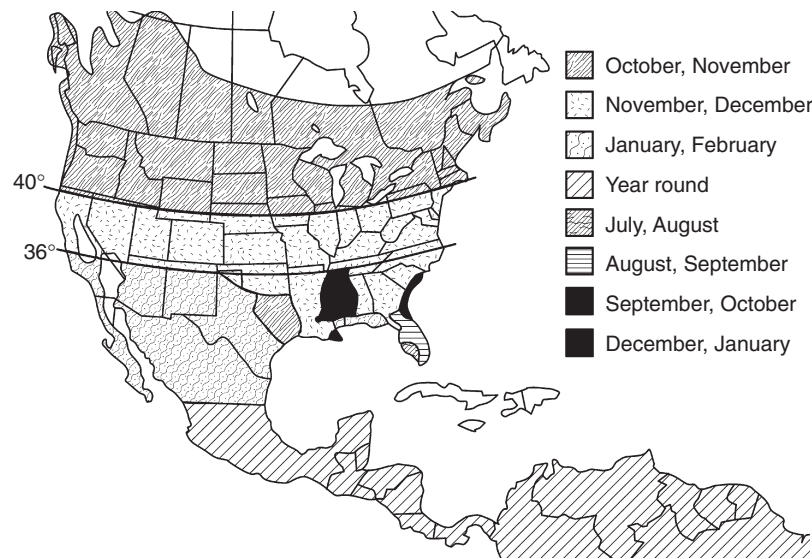 October, November
November, December
January, February
Year round
July, August
August, September
September, October
December, January
40°
36°